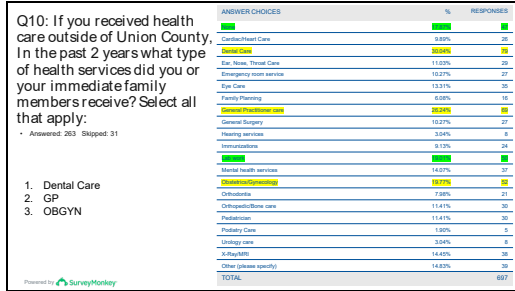 Q10: If you received health
care outside of Union County,
In the past 2 years what type
of health services did you or
your immediate family
members receive? Select all
that apply:
• Answered: 263 Skipped: 31
1. Dental Care
2. GP
3. OBGYN
Powered by SurveyMonkey
ANSWER CHOICES % RESPONSES
None 17.87% 47
Cardiac/Heart Care 9.89% 26
Dental Care 30.04% 79
Ear, Nose, Throat Care 11.03% 29
Emergency room service 10.27% 27
Eye Care 13.31% 35
Family Planning 6.08% 16
General Practitioner care 26.24% 69
General Surgery 10.27% 27
Hearing services 3.04% 8
Immunizations 9.13% 24
Lab work 19.01% 50
Mental health services 14.07% 37
Obstetrics/Gynecology 19.77% 52
Orthodontia 7.98% 21
Orthopedic/Bone care 11.41% 30
Pediatrician 11.41% 30
Podiatry Care 1.90% 5
Urology care 3.04% 8
X-Ray/MRI 14.45% 38
Other (please specify) 14.83% 39
TOTAL 697